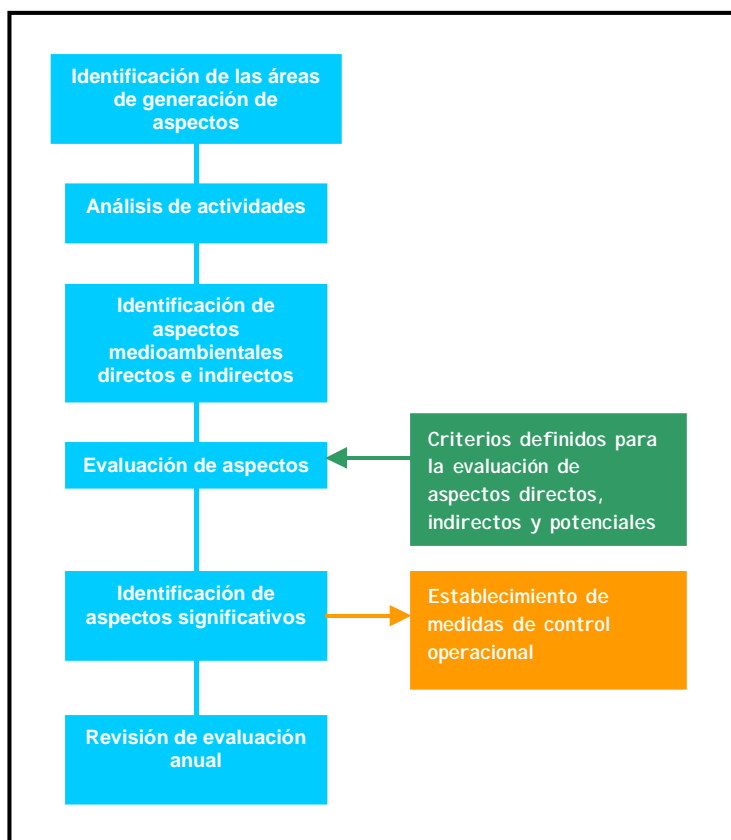 Identificación de las áreas
de generación de
aspectos
Análisis de actividades
Identificación de
aspectos
medioambientales
directos e indirectos
Evaluación de aspectos
Criterios definidos para
la evaluación de
aspectos directos,
indirectos y potenciales
Identificación de
aspectos significativos
Establecimiento de
medidas de control
operacional
Revisión de evaluación
anual